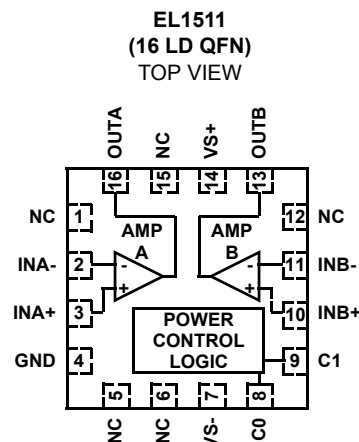 EL1511
(16 LD QFN)
TOP VIEW
OUTA
NC
VS+
OUTB
16
15
14
13
NC 1
AMP A
AMP B
12 NC
INA- 2
-
-
11 INB-
INA+ 3
+
+
10 INB+
GND 4
POWER
CONTROL
LOGIC
9 C1
5
6
7
8
NC
NC
VS-
C0